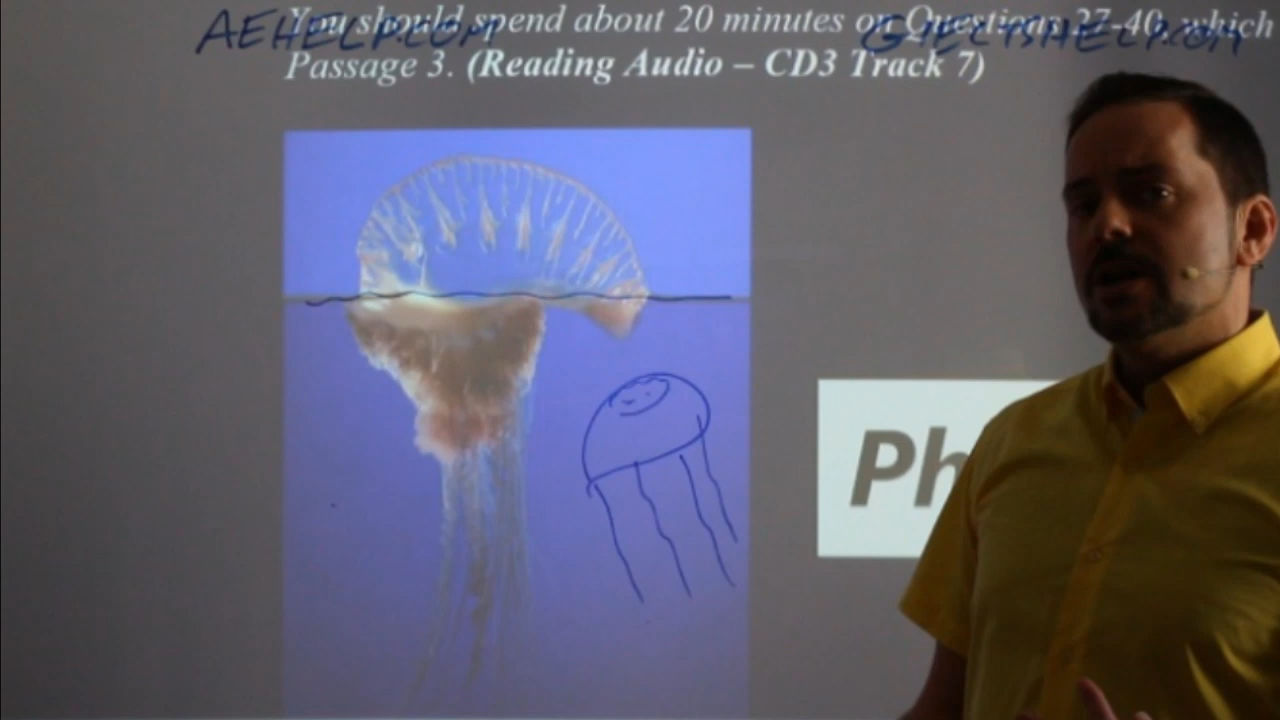 You should spend about 20 minutes on Questions 27-40, which
AEHELP.COM
GIELTSHELP.COM
Passage 3. (Reading Audio – CD3 Track 7)
Ph